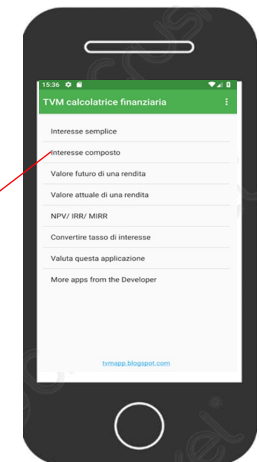 15:36
TVM calcolatrice finanziaria
Interesse semplice
Interesse composto
Valore futuro di una rendita
Valore attuale di una rendita
NPV/ IRR/ MIRR
Convertire tasso di interesse
Valuta questa applicazione
More apps from the Developer
tvmapp.blogspot.com